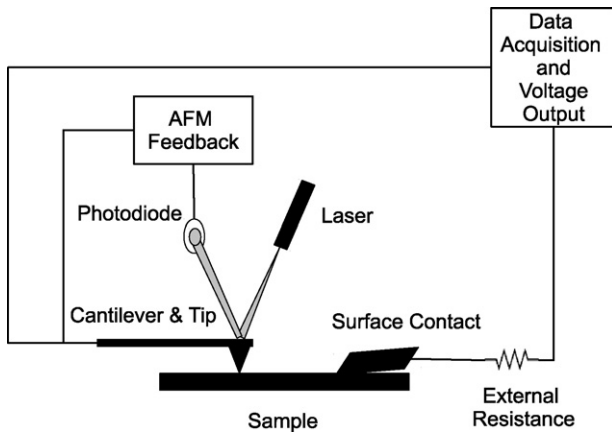 Data
Acquisition
and
Voltage
Output
AFM
Feedback
Photodiode
Laser
Cantilever & Tip
Surface Contact
Sample
External
Resistance